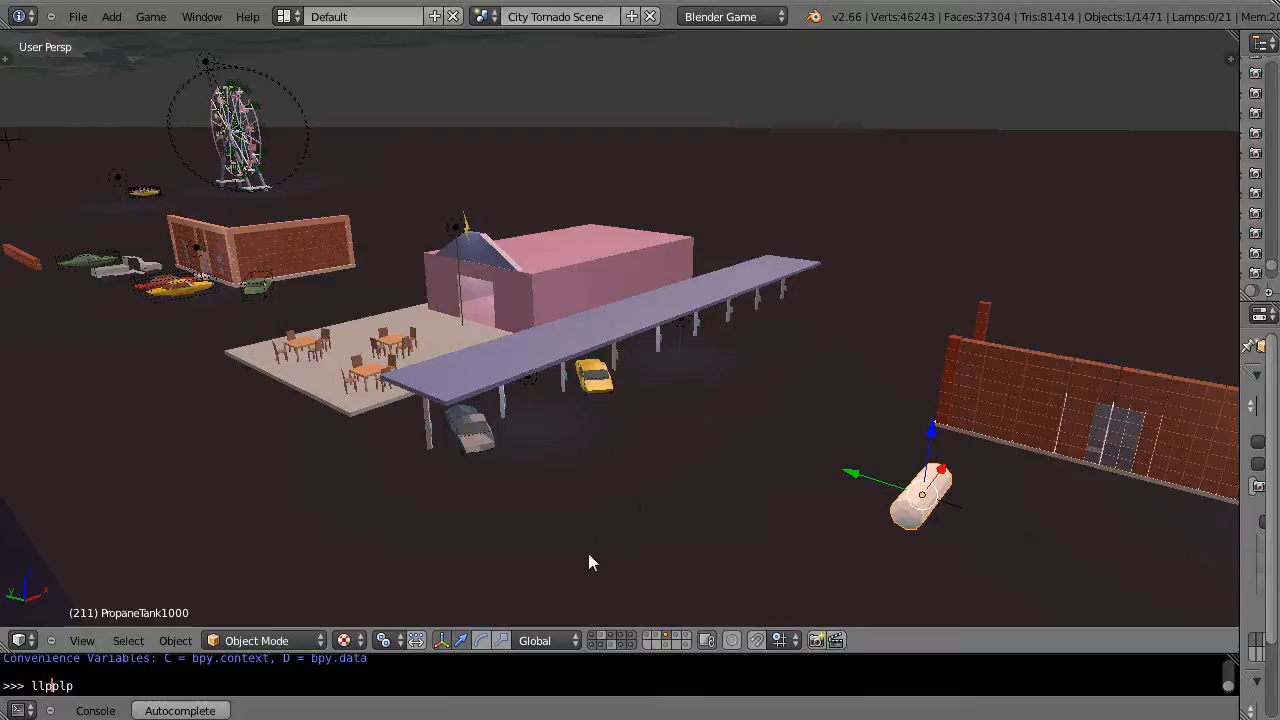 File Add Game Window Help Default City Tornado Scene Blender Game v2.66 | Verts:46243 | Faces:37304 | Tris:81414 | Objects:1/1471 | Lamps:0/21 | Mem:20
User Persp
(211) PropaneTank1000
View Select Object Object Mode Global
Convenience Variables: C = bpy.context, D = bpy.data
>>> llpplp
Console Autocomplete